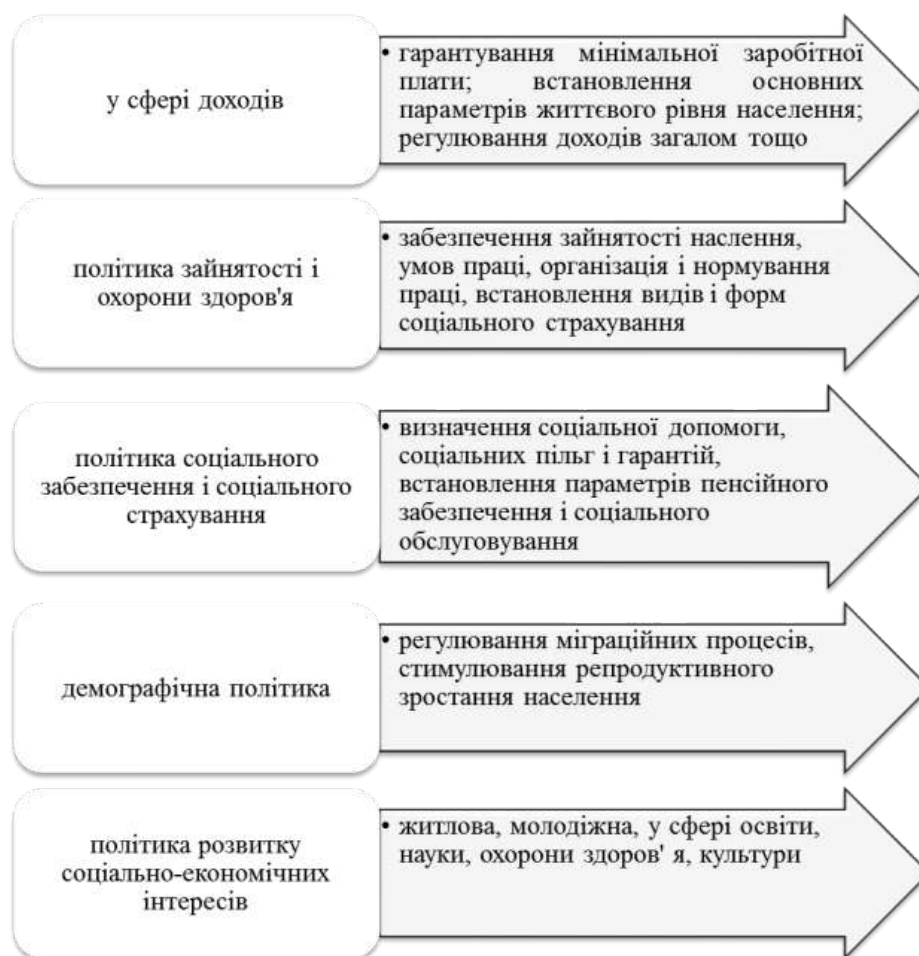 у сфері доходів
• гарантування мінімальної заробітної
плати; встановлення основних
параметрів життєвого рівня населення;
регулювання доходів загалом тощо
політика зайнятості і
охорони здоров'я
• забезпечення зайнятості наслення,
умов праці, організація і нормування
праці, встановлення видів і форм
соціального страхування
політика соціального
забезпечення і соціального
страхування
• визначення соціальної допомоги,
соціальних пільг і гарантій,
встановлення параметрів пенсійного
забезпечення і соціального
обслуговування
демографічна політика
• регулювання міграційних процесів,
стимулювання репродуктивного
зростання населення
політика розвитку
соціально-економічних
інтересів
• житлова, молодіжна, у сфері освіти,
науки, охорони здоров' я, культури